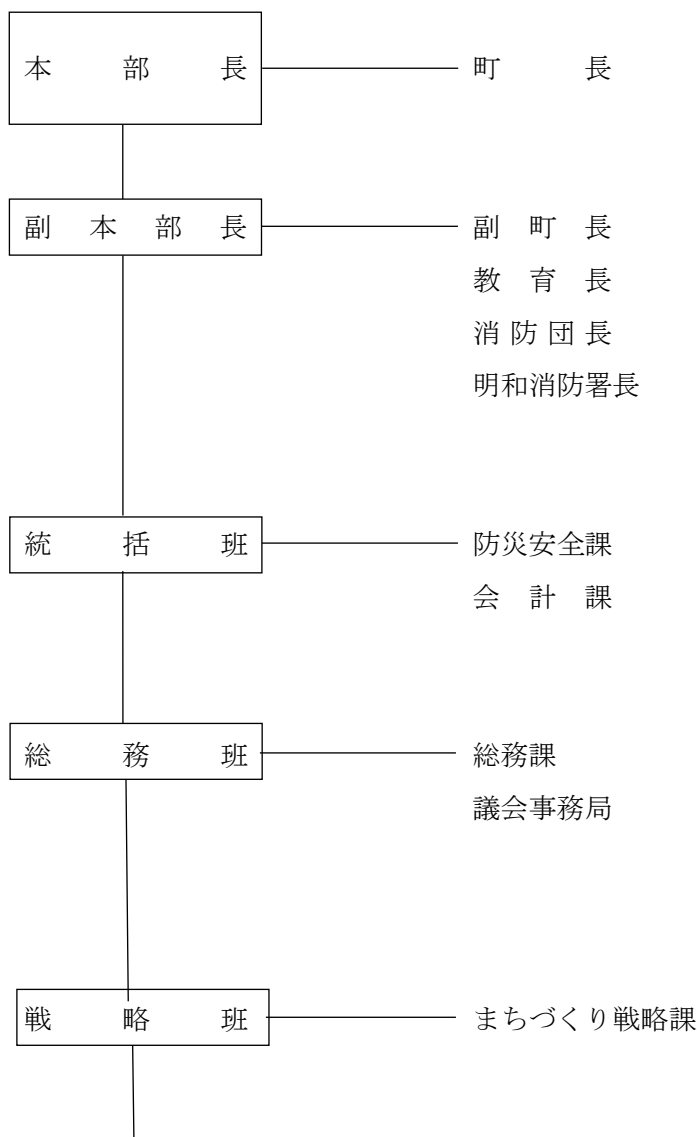 本部長 町長
副本部長 副町長
教育長
消防団長
明和消防署長
統括班 防災安全課
会計課
総務班 総務課
議会事務局
戦略班 まちづくり戦略課